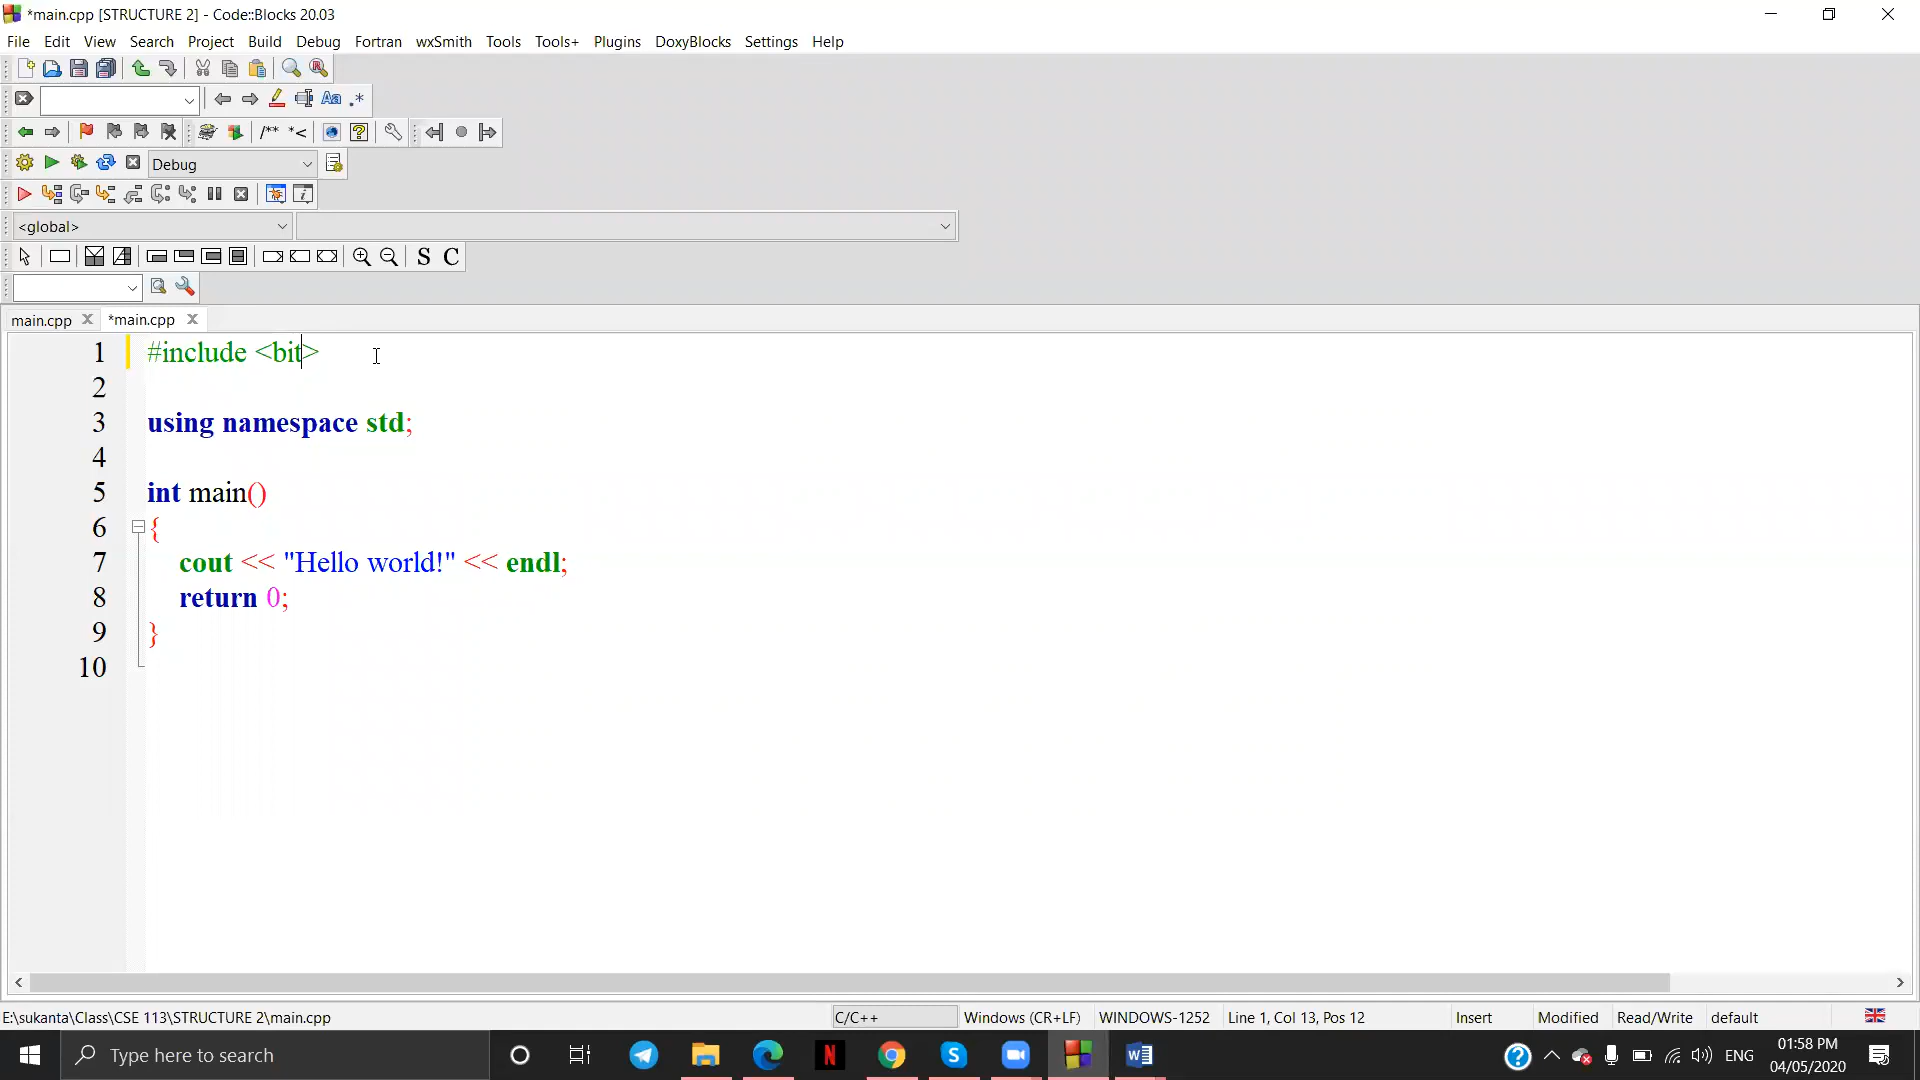 *main.cpp [STRUCTURE 2] - Code::Blocks 20.03
File Edit View Search Project Build Debug Fortran wxSmith Tools Tools+ Plugins DoxyBlocks Settings Help
Aa .*
/** *<
Debug
<global>
S C
main.cpp *main.cpp
1 #include <bit>
2
3 using namespace std;
4
5 int main()
6 {
7 cout << "Hello world!" << endl;
8 return 0;
9 }
10
E:\sukanta\Class\CSE 113\STRUCTURE 2\main.cpp C/C++ Windows (CR+LF) WINDOWS-1252 Line 1, Col 13, Pos 12 Insert Modified Read/Write default
Type here to search
ENG
01:58 PM
04/05/2020